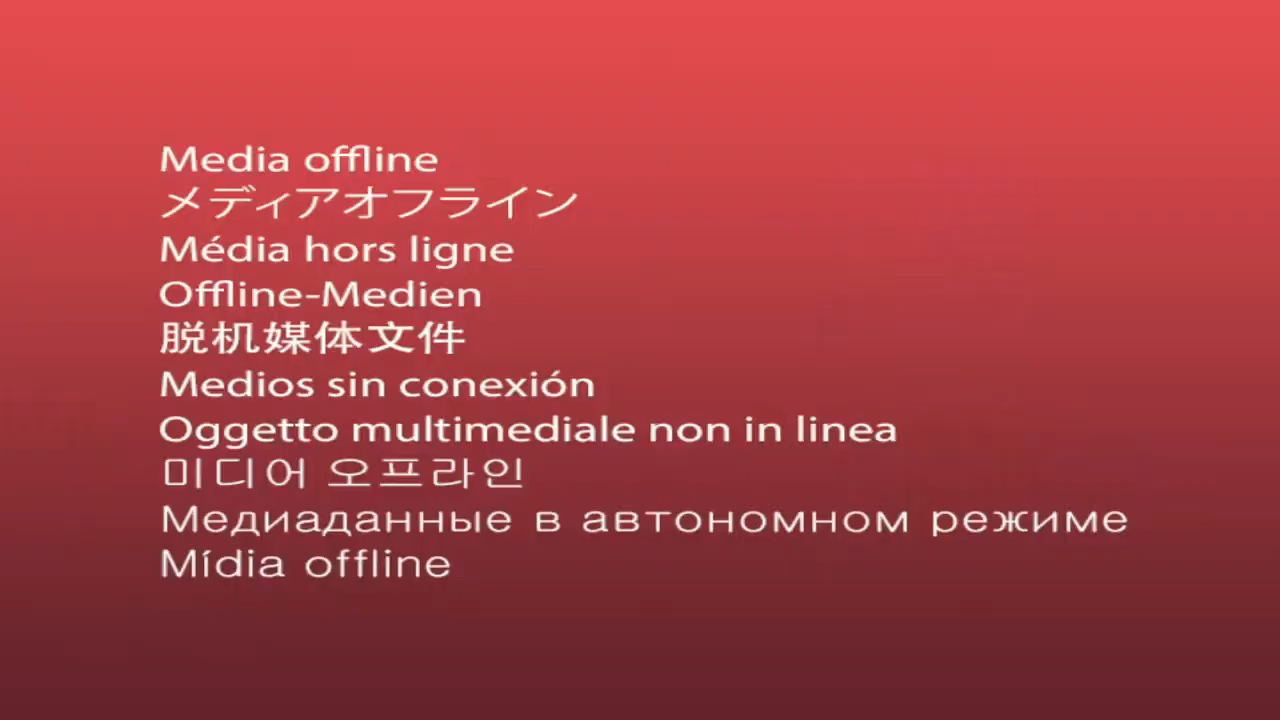 Media offline
メディアオフライン
Média hors ligne
Offline-Medien
脱机媒体文件
Medios sin conexión
Oggetto multimediale non in linea
미디어 오프라인
Медиаданные в автономном режиме
Mídia offline